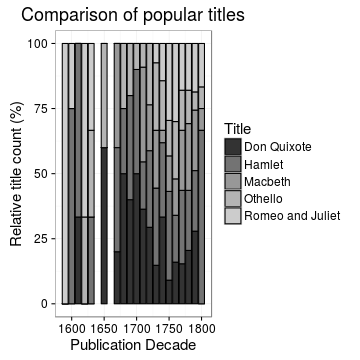 Comparison of popular titles
Relative title count (%)
100
75
50
25
0
1600 1650 1700 1750 1800
Publication Decade
Title
Don Quixote
Hamlet
Macbeth
Othello
Romeo and Juliet